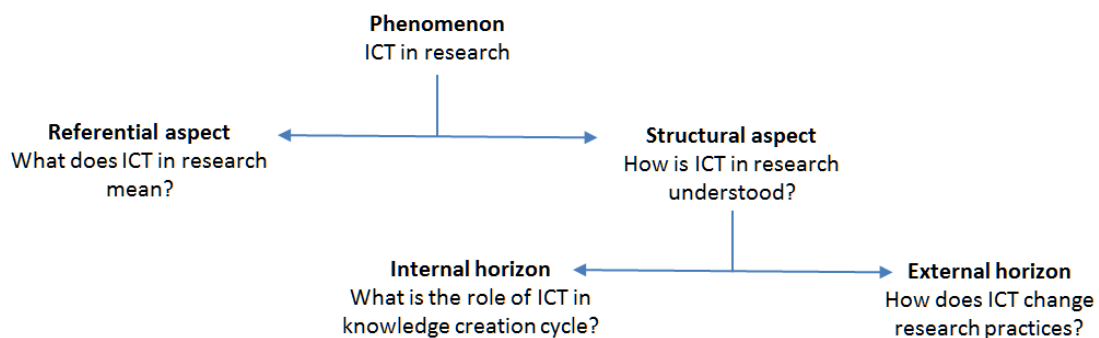 Phenomenon
ICT in research
Referential aspect
What does ICT in research
mean?
Structural aspect
How is ICT in research
understood?
Internal horizon
What is the role of ICT in
knowledge creation cycle?
External horizon
How does ICT change
research practices?